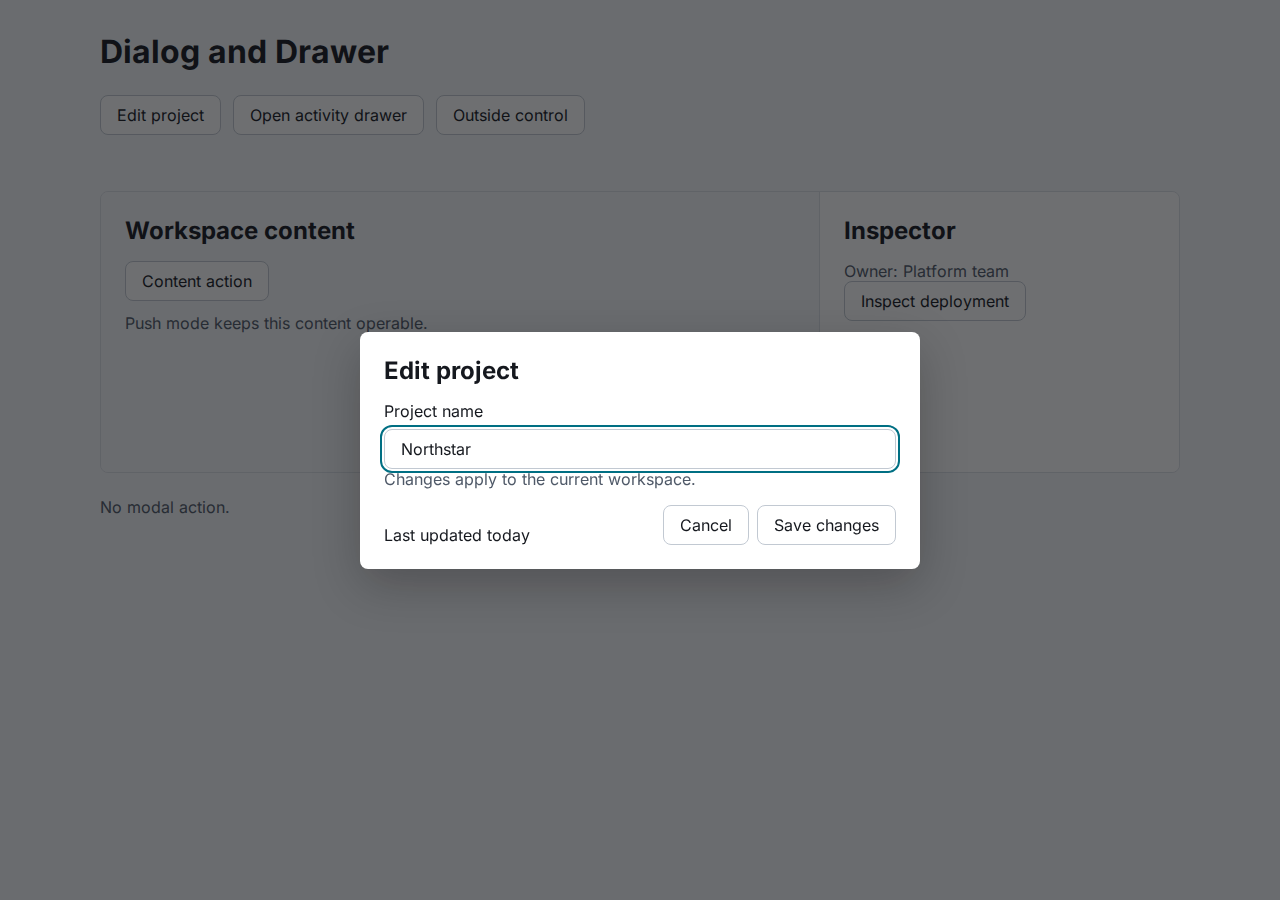 Dialog and Drawer
Edit project
Open activity drawer
Outside control
Workspace content
Content action
Push mode keeps this content operable.
Inspector
Owner: Platform team
Inspect deployment
Edit project
Project name
Northstar
Changes apply to the current workspace.
Last updated today
Cancel
Save changes
No modal action.